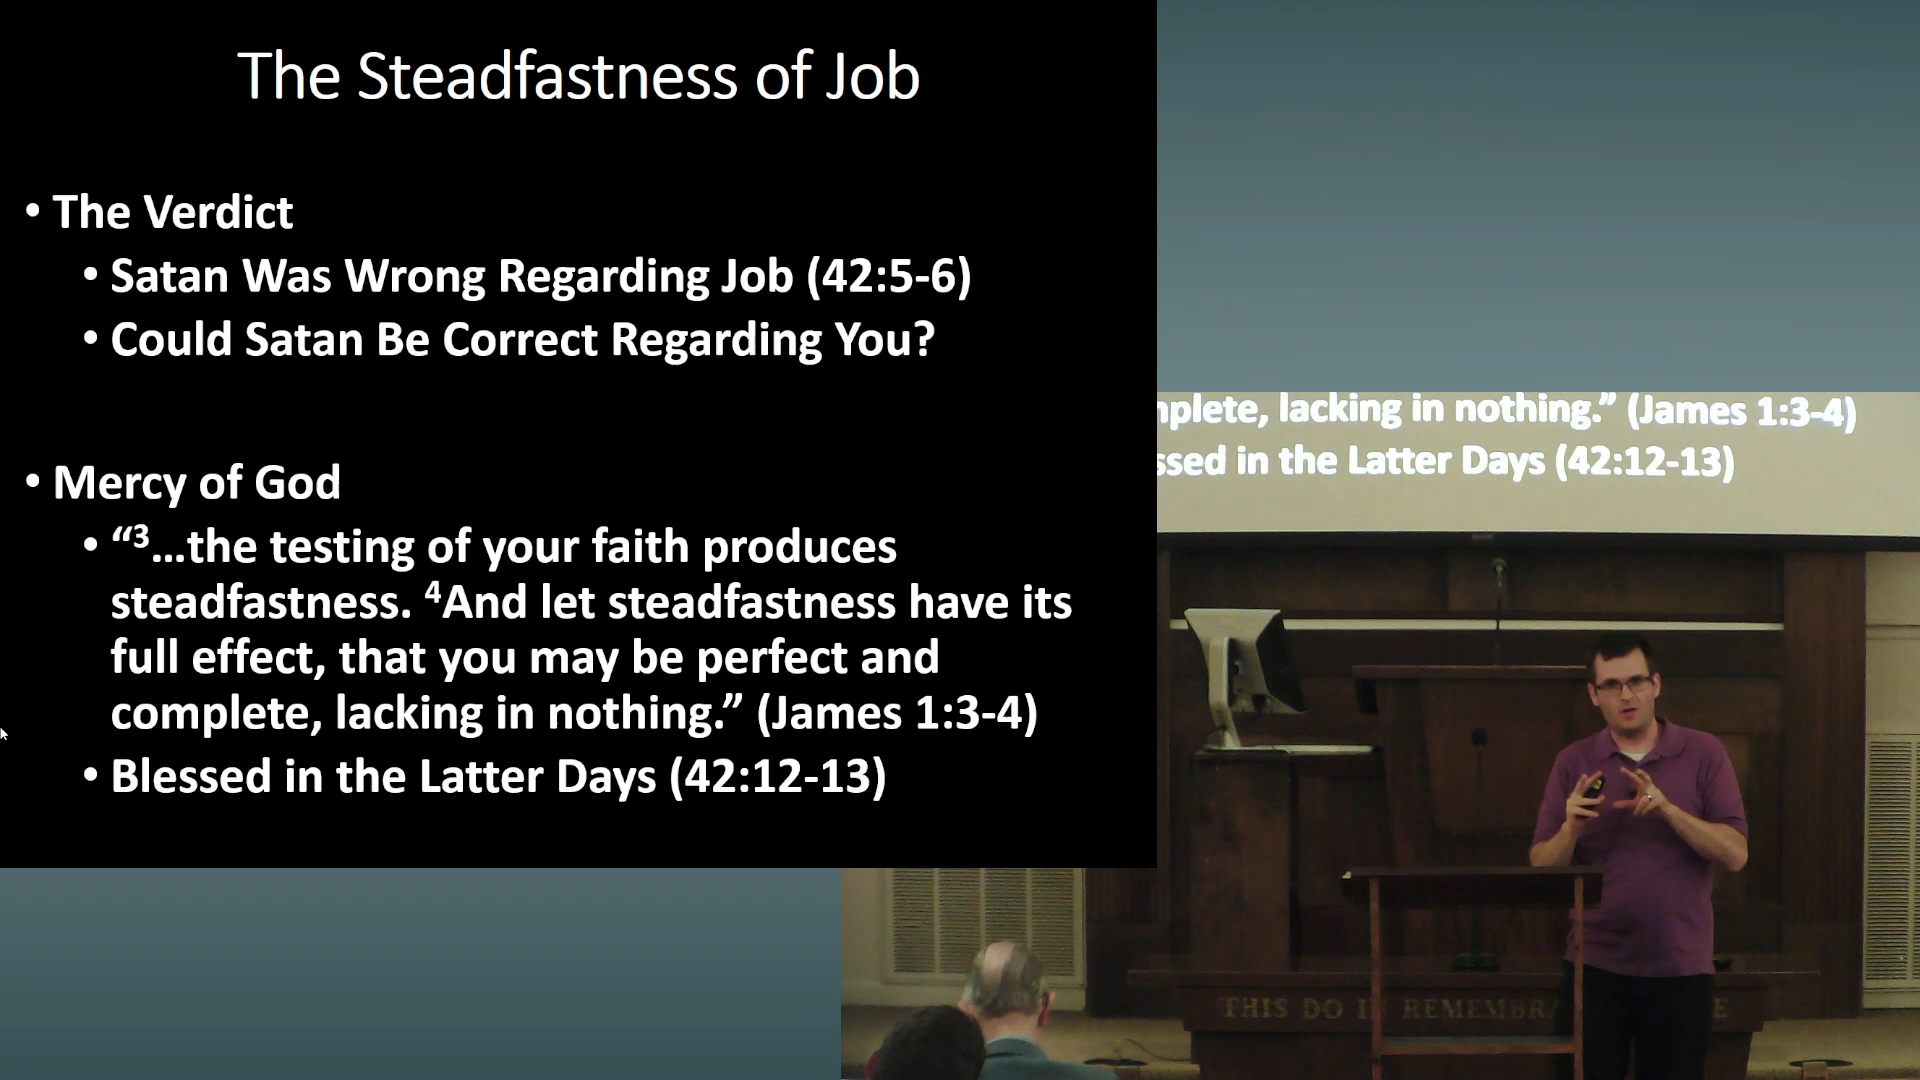 The Steadfastness of Job
• The Verdict
• Satan Was Wrong Regarding Job (42:5-6)
• Could Satan Be Correct Regarding You?
• Mercy of God
• “3...the testing of your faith produces
steadfastness. 4And let steadfastness have its
full effect, that you may be perfect and
complete, lacking in nothing.” (James 1:3-4)
• Blessed in the Latter Days (42:12-13)
mplete, lacking in nothing.” (James 1:3-4)
ssed in the Latter Days (42:12-13)
THIS DO I REMEMBRA E